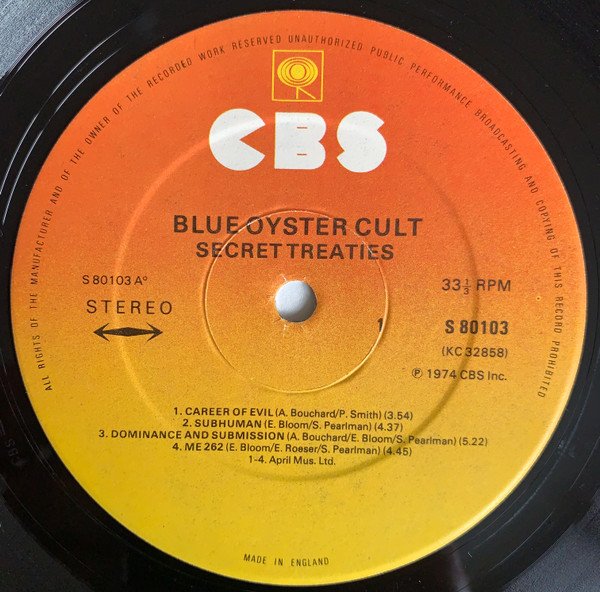 ALL RIGHTS OF THE MANUFACTURER AND OF THE OWNER OF THE RECORDED WORK RESERVED UNAUTHORIZED PUBLIC PERFORMANCE BROADCASTING AND COPYING OF THIS RECORD PROHIBITED
CBS
BLUE OYSTER CULT
SECRET TREATIES
S 80103 A°
STEREO
33⅓ RPM
1
S 80103
(KC 32858)
℗ 1974 CBS Inc.
1. CAREER OF EVIL (A. Bouchard/P. Smith) (3.54)
2. SUBHUMAN (E. Bloom/S. Pearlman) (4.37)
3. DOMINANCE AND SUBMISSION (A. Bouchard/E. Bloom/S. Pearlman) (5.22)
4. ME 262 (E. Bloom/E. Roeser/S. Pearlman) (4.45)
1-4. April Mus. Ltd.
MADE IN ENGLAND